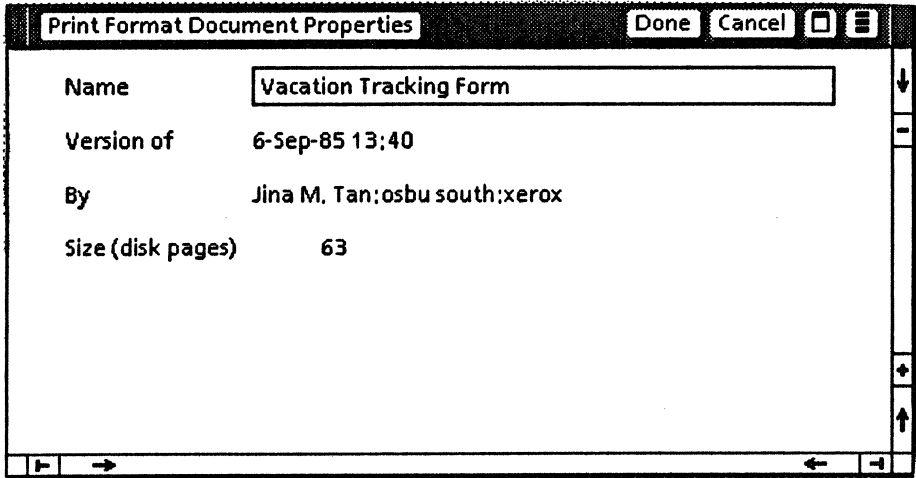 Print Format Document Properties Done Cancel
Name Vacation Tracking Form
Version of 6-Sep-85 13:40
By Jina M. Tan:osbu south:xerox
Size (disk pages) 63